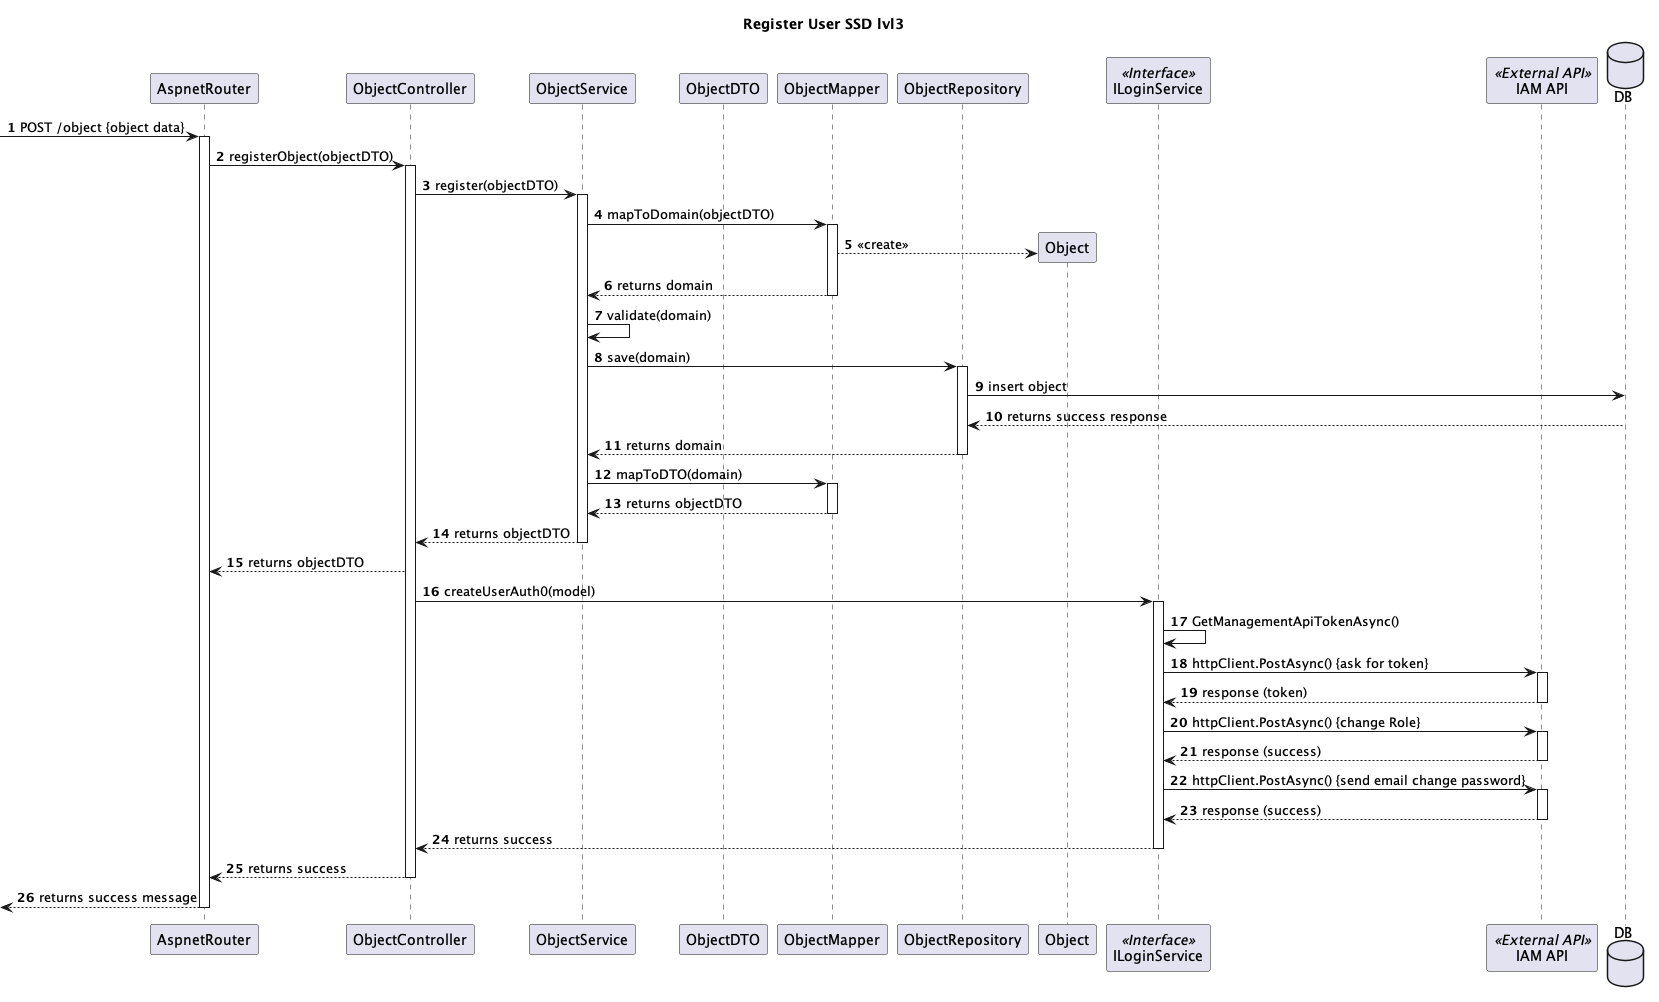 Register User SSD lvl3
AspnetRouter
ObjectController
ObjectService
ObjectDTO
ObjectMapper
ObjectRepository
«Interface»
ILoginService
«External API»
IAM API
DB
1 POST /object {object data}
2 registerObject(objectDTO)
3 register(objectDTO)
4 mapToDomain(objectDTO)
5 «create»
Object
6 returns domain
7 validate(domain)
8 save(domain)
9 insert object
10 returns success response
11 returns domain
12 mapToDTO(domain)
13 returns objectDTO
14 returns objectDTO
15 returns objectDTO
16 createUserAuth0(model)
17 GetManagementApiTokenAsync()
18 httpClient.PostAsync() {ask for token}
19 response (token)
20 httpClient.PostAsync() {change Role}
21 response (success)
22 httpClient.PostAsync() {send email change password}
23 response (success)
24 returns success
25 returns success
26 returns success message
AspnetRouter
ObjectController
ObjectService
ObjectDTO
ObjectMapper
ObjectRepository
Object
«Interface»
ILoginService
«External API»
IAM API
DB